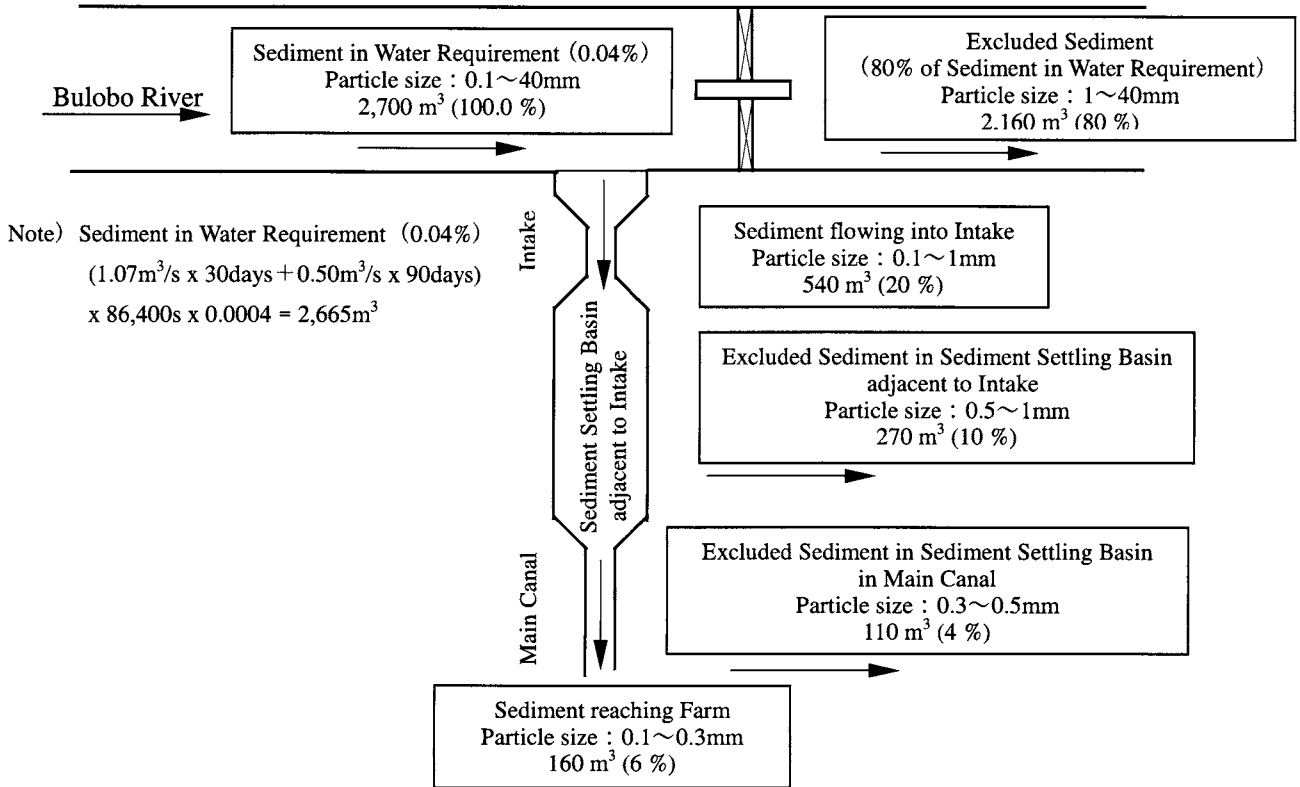 Sediment in Water Requirement (0.04%)
Particle size : 0.1～40mm
2,700 m³ (100.0 %)
Excluded Sediment
(80% of Sediment in Water Requirement)
Particle size : 1～40mm
2.160 m³ (80 %)
Bulobo River
Note) Sediment in Water Requirement (0.04%)
(1.07m³/s x 30days＋0.50m³/s x 90days)
x 86,400s x 0.0004 = 2,665m³
Intake
Sediment flowing into Intake
Particle size : 0.1～1mm
540 m³ (20 %)
Sediment Settling Basin
adjacent to Intake
Excluded Sediment in Sediment Settling Basin
adjacent to Intake
Particle size : 0.5～1mm
270 m³ (10 %)
Main Canal
Excluded Sediment in Sediment Settling Basin
in Main Canal
Particle size : 0.3～0.5mm
110 m³ (4 %)
Sediment reaching Farm
Particle size : 0.1～0.3mm
160 m³ (6 %)